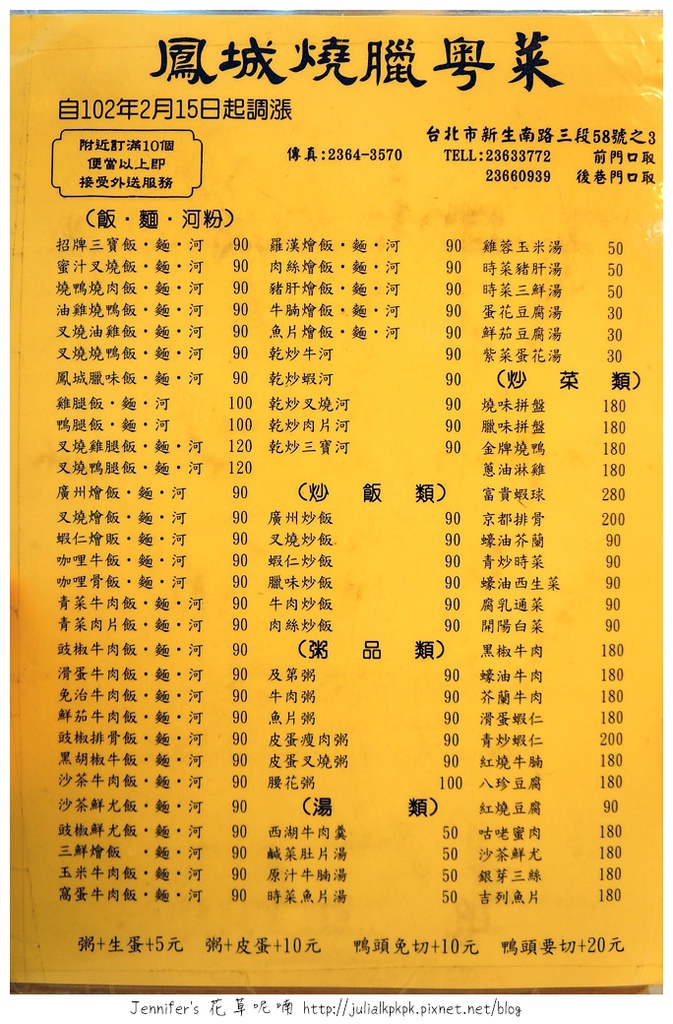 鳳城燒臘粵菜
自102年2月15日起調漲
附近訂滿10個
便當以上即
接受外送服務
台北市新生南路三段58號之3
傳真:2364-3570 TELL:23633772 前門口取
23660939 後巷門口取
(飯·麵·河粉)
招牌三寶飯·麵·河 90
蜜汁叉燒飯·麵·河 90
燒鴨燒肉飯·麵·河 90
油雞燒鴨飯·麵·河 90
叉燒油雞飯·麵·河 90
叉燒燒鴨飯·麵·河 90
鳳城臘味飯·麵·河 90
雞腿飯·麵·河 100
鴨腿飯·麵·河 100
叉燒雞腿飯·麵·河 120
叉燒鴨腿飯·麵·河 120
廣州燴飯·麵·河 90
叉燒燴飯·麵·河 90
蝦仁燴飯·麵·河 90
咖哩牛飯·麵·河 90
咖哩骨飯·麵·河 90
青菜牛肉飯·麵·河 90
青菜肉片飯·麵·河 90
豉椒牛肉飯·麵·河 90
滑蛋牛肉飯·麵·河 90
免治牛肉飯·麵·河 90
鮮茄牛肉飯·麵·河 90
豉椒排骨飯·麵·河 90
黑胡椒牛飯·麵·河 90
沙茶牛肉飯·麵·河 90
沙茶鮮尤飯·麵·河 90
豉椒鮮尤飯·麵·河 90
三鮮燴飯 ·麵·河 90
玉米牛肉飯·麵·河 90
窩蛋牛肉飯·麵·河 90
羅漢燴飯·麵·河 90
肉絲燴飯·麵·河 90
豬肝燴飯·麵·河 90
牛腩燴飯·麵·河 90
魚片燴飯·麵·河 90
乾炒牛河 90
乾炒蝦河 90
乾炒叉燒河 90
乾炒肉片河 90
乾炒三寶河 90
(炒飯類)
廣州炒飯 90
叉燒炒飯 90
蝦仁炒飯 90
臘味炒飯 90
牛肉炒飯 90
肉絲炒飯 90
(粥品類)
及第粥 90
牛肉粥 90
魚片粥 90
皮蛋瘦肉粥 90
皮蛋叉燒粥 90
腰花粥 100
(湯類)
西湖牛肉羹 50
鹹菜肚片湯 50
原汁牛腩湯 50
時菜魚片湯 50
雞蓉玉米湯 50
時菜豬肝湯 50
時菜三鮮湯 50
蛋花豆腐湯 30
鮮茄豆腐湯 30
紫菜蛋花湯 30
(炒菜類)
燒味拼盤 180
臘味拼盤 180
金牌燒鴨 180
蔥油淋雞 180
富貴蝦球 280
京都排骨 200
蠔油芥蘭 90
青炒時菜 90
蠔油西生菜 90
腐乳通菜 90
開陽白菜 90
黑椒牛肉 180
蠔油牛肉 180
芥蘭牛肉 180
滑蛋蝦仁 180
青炒蝦仁 200
紅燒牛腩 180
八珍豆腐 180
紅燒豆腐 90
咕咾蜜肉 180
沙茶鮮尤 180
銀芽三絲 180
吉列魚片 180
粥+生蛋+5元 粥+皮蛋+10元 鴨頭免切+10元 鴨頭要切+20元
Jennifer's 花草呢喃 http://julialkpkpk.pixnet.net/blog